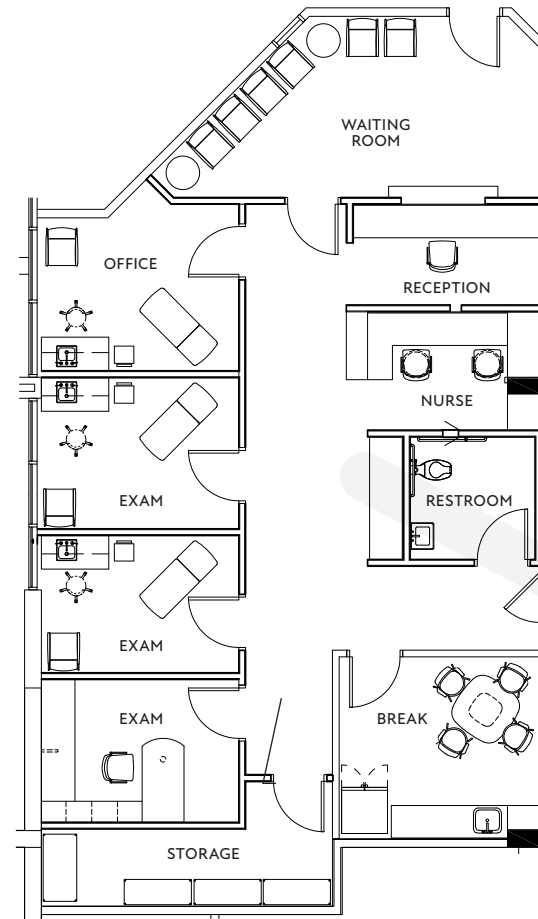 WAITING
ROOM
OFFICE
RECEPTION
NURSE
EXAM
RESTROOM
EXAM
EXAM
BREAK
STORAGE